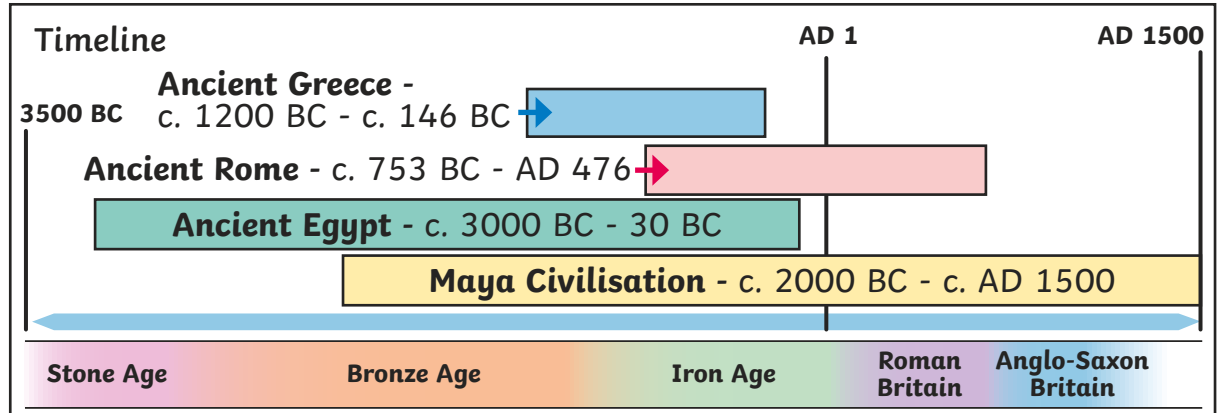 Timeline
AD 1
AD 1500
3500 BC
Ancient Greece -
c. 1200 BC - c. 146 BC
Ancient Rome - c. 753 BC - AD 476
Ancient Egypt - c. 3000 BC - 30 BC
Maya Civilisation - c. 2000 BC - c. AD 1500
Stone Age
Bronze Age
Iron Age
Roman
Britain
Anglo-Saxon
Britain